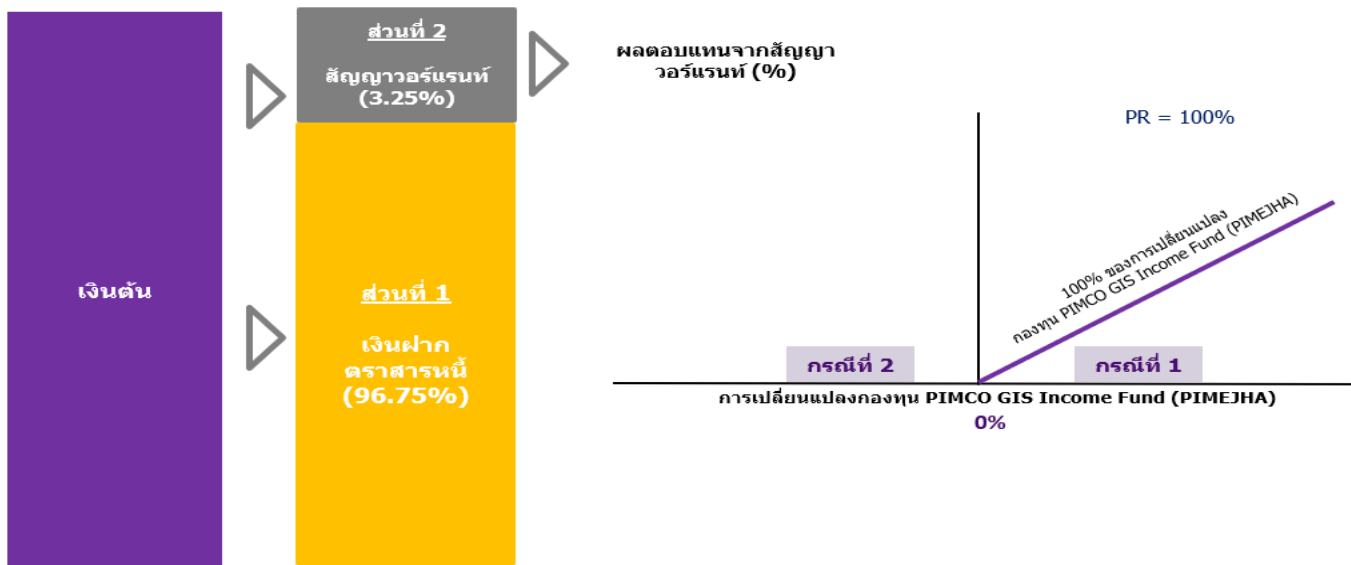 เงินต้น
ส่วนที่ 2
สัญญาวอร์แรนท์
(3.25%)
ส่วนที่ 1
เงินฝาก
ตราสารหนี้
(96.75%)
ผลตอบแทนจากสัญญา
วอร์แรนท์ (%)
PR = 100%
100% ของการเปลี่ยนแปลง
กองทุน PIMCO GIS Income Fund (PIMEJHA)
กรณีที่ 2
กรณีที่ 1
การเปลี่ยนแปลงกองทุน PIMCO GIS Income Fund (PIMEJHA)
0%